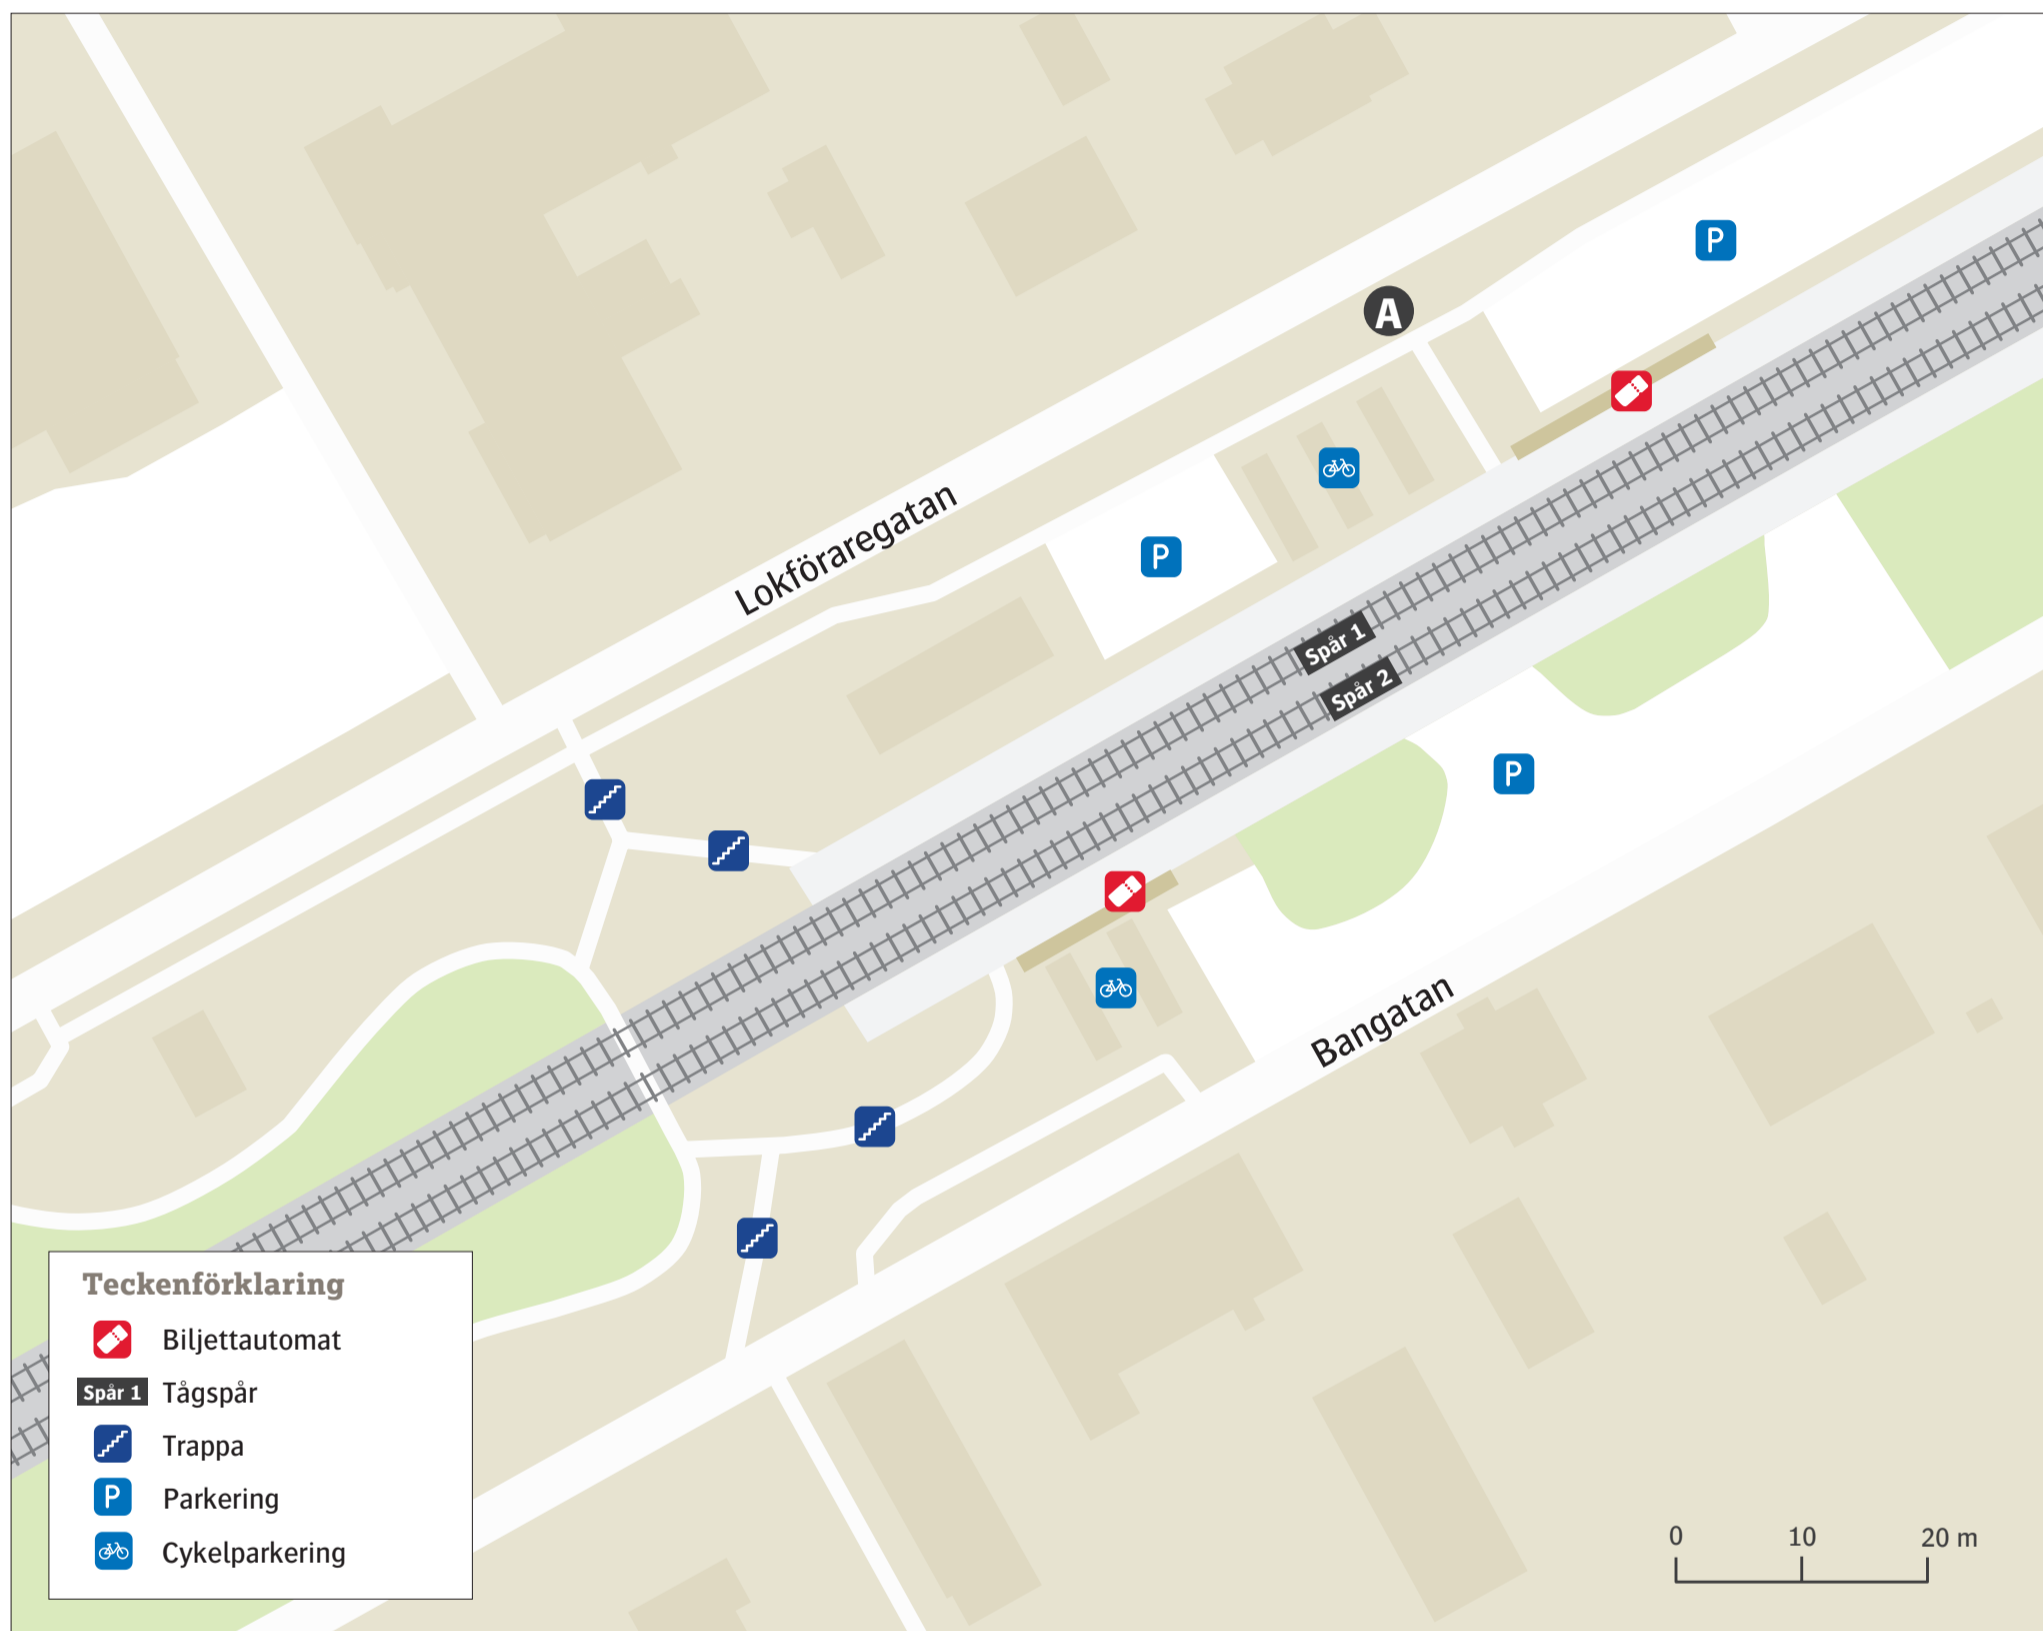 P
A
Lokföraregatan
P
Spår 1
Spår 2
P
Bangatan
Teckenförklaring
Biljettautomat
Spår 1 Tågspår
Trappa
P Parkering
Cykelparkering
0 10 20 m